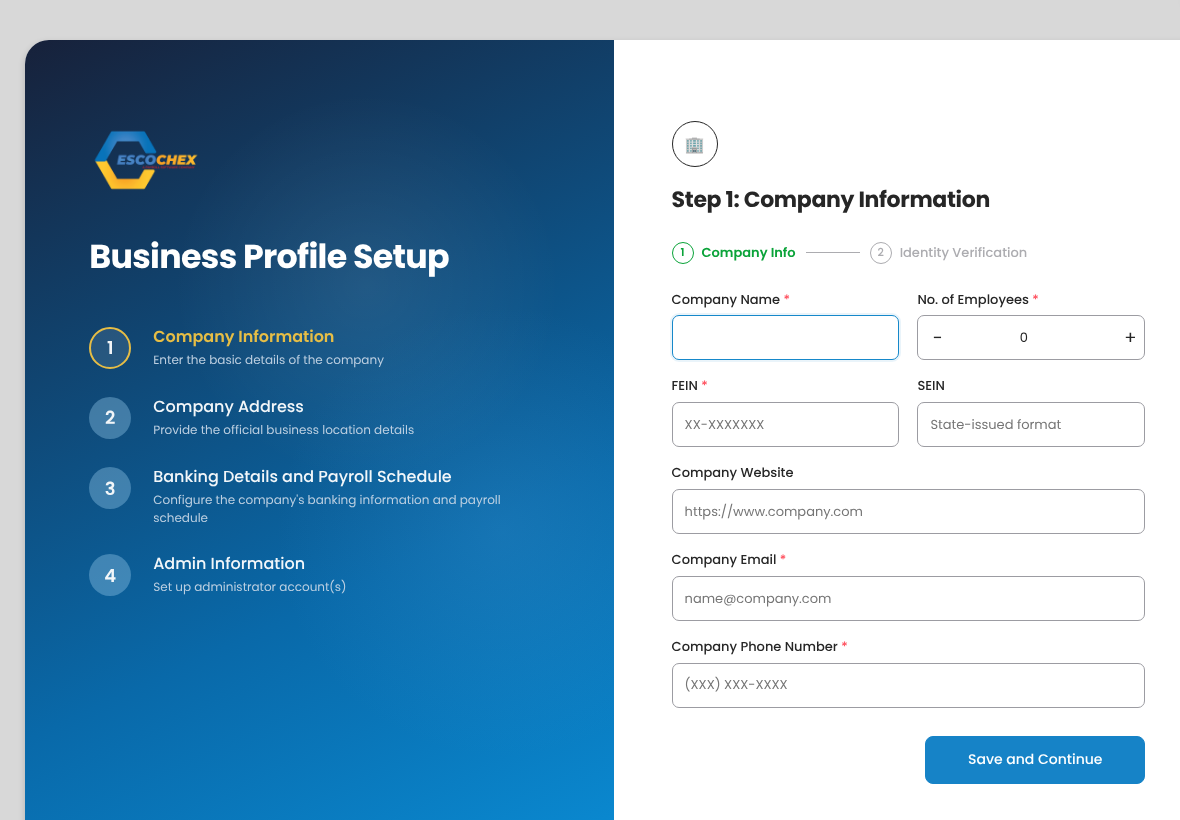 ESCOCHEX
Business Profile Setup
1
Company Information
Enter the basic details of the company
2
Company Address
Provide the official business location details
3
Banking Details and Payroll Schedule
Configure the company's banking information and payroll
schedule
4
Admin Information
Set up administrator account(s)
Step 1: Company Information
1 Company Info 2 Identity Verification
Company Name * No. of Employees *
− 0 +
FEIN * SEIN
XX-XXXXXXX State-issued format
Company Website
https://www.company.com
Company Email *
name@company.com
Company Phone Number *
(XXX) XXX-XXXX
Save and Continue